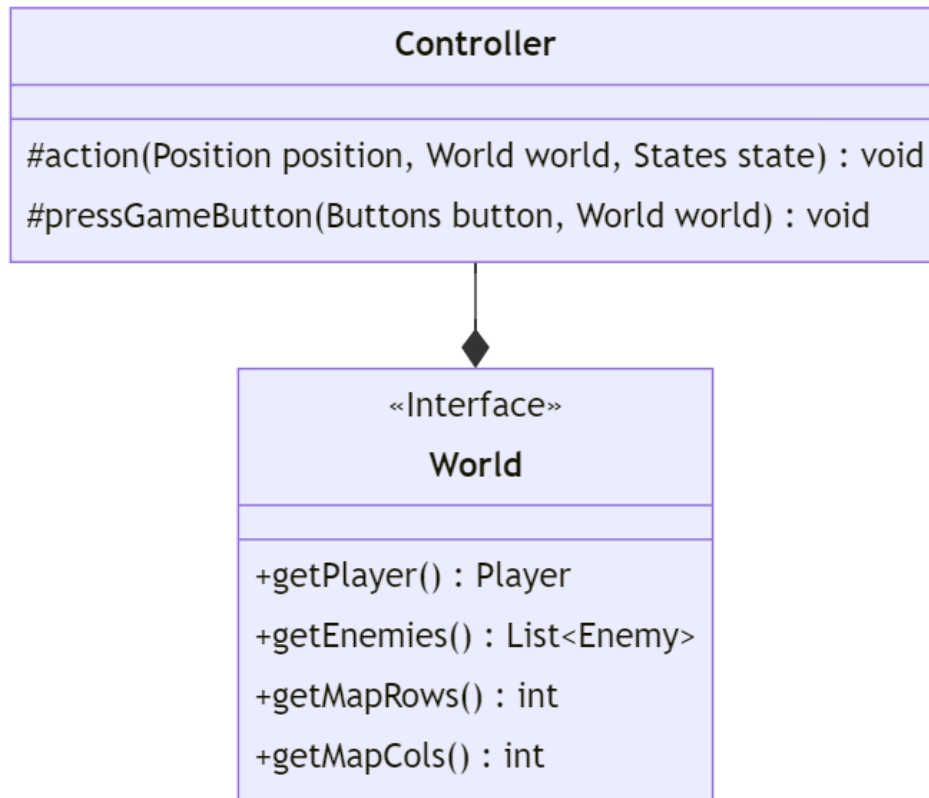 Controller
#action(Position position, World world, States state) : void
#pressGameButton(Buttons button, World world) : void
«Interface»
World
+getPlayer() : Player
+getEnemies() : List<Enemy>
+getMapRows() : int
+getMapCols() : int